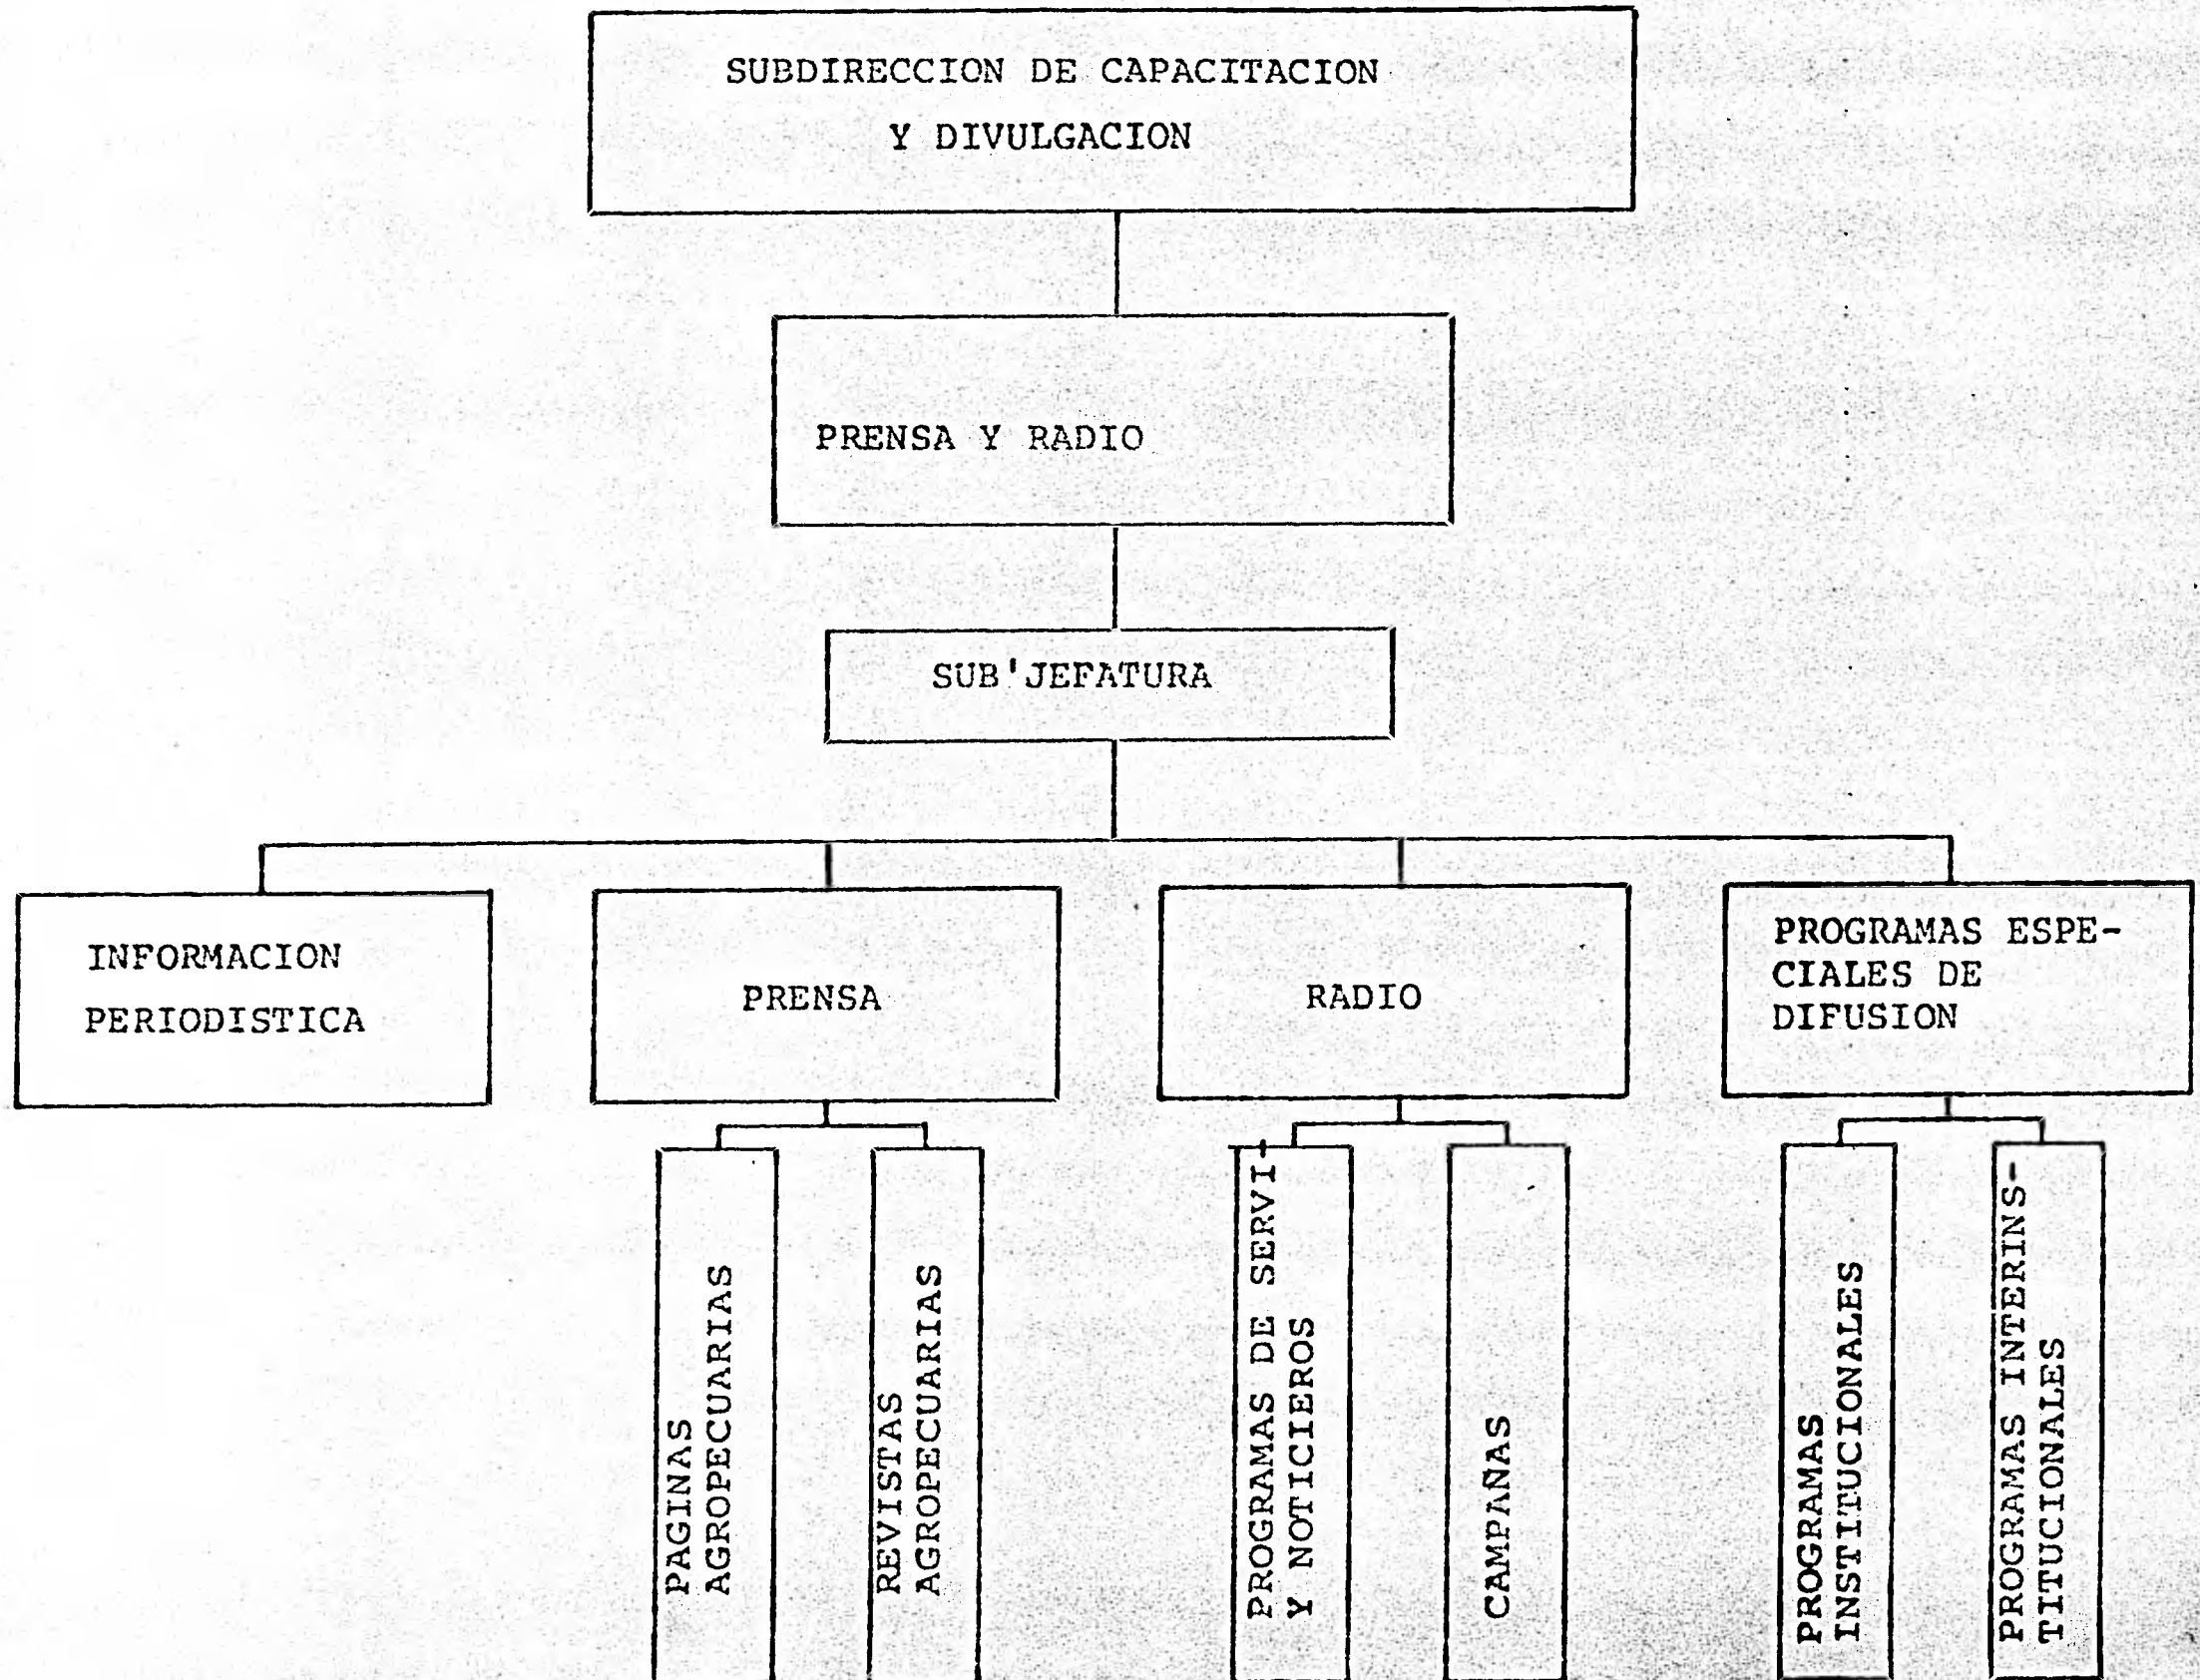 SUBDIRECCION DE CAPACITACION
Y DIVULGACION
PRENSA Y RADIO
SUB'JEFATURA
INFORMACION
PERIODISTICA
PRENSA
RADIO
PROGRAMAS ESPE-
CIALES DE
DIFUSION
PAGINAS
AGROPECUARIAS
REVISTAS
AGROPECUARIAS
PROGRAMAS DE SERVI-
Y NOTICIEROS
CAMPAÑAS
PROGRAMAS
INSTITUCIONALES
PROGRAMAS INTERINS-
TITUCIONALES